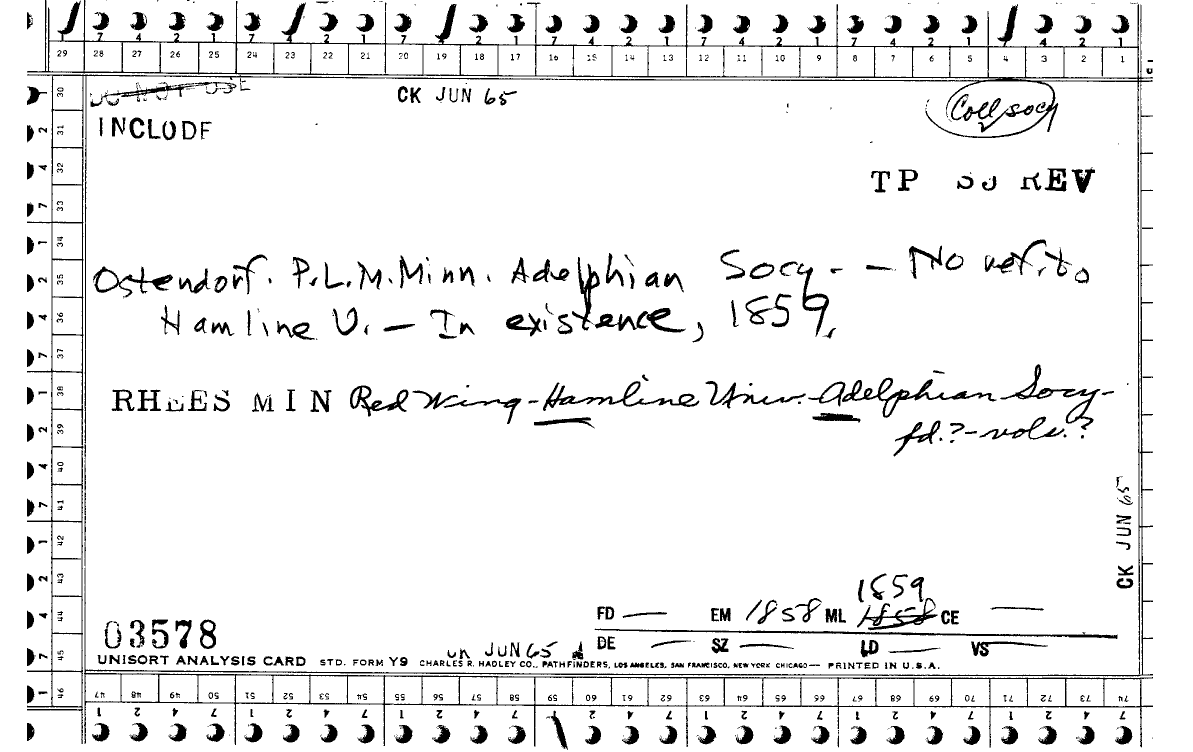 7 4 2 1 7 4 2 1 7 4 2 1 7 4 2 1 7 4 2 1 7 4 2 1 7 4 2 1
29 28 27 26 25 24 23 22 21 20 19 18 17 16 15 14 13 12 11 10 9 8 7 6 5 4 3 2 1
DO NOT USE
CK JUN 65
Coll socy
INCLUDE
TP SO REV
Ostendorf. P.L.M. Minn. Adelphian Socy. - - No ref. to
Hamline U. - In existence, 1859.
RHEES MIN Red Wing - Hamline Univ. - Adelphian Socy -
fd.? - vols.?
CK JUN 65
1859
FD — EM 1858 ML 1858 CE —
03578
CK JUN 65
DE — SZ — LD — VS —
UNISORT ANALYSIS CARD STD. FORM Y9 CHARLES R. HADLEY CO., PATHFINDERS, LOS ANGELES, SAN FRANCISCO, NEW YORK CHICAGO — PRINTED IN U.S.A.
30 31 32 33 34 35 36 37 38 39 40 41 42 43 44 45 46
47 48 49 50 51 52 53 54 55 56 57 58 59 60 61 62 63 64 65 66 67 68 69 70 71 72 73 74
1 2 4 7 1 2 4 7 1 2 4 7 1 2 4 7 1 2 4 7 1 2 4 7 1 2 4 7